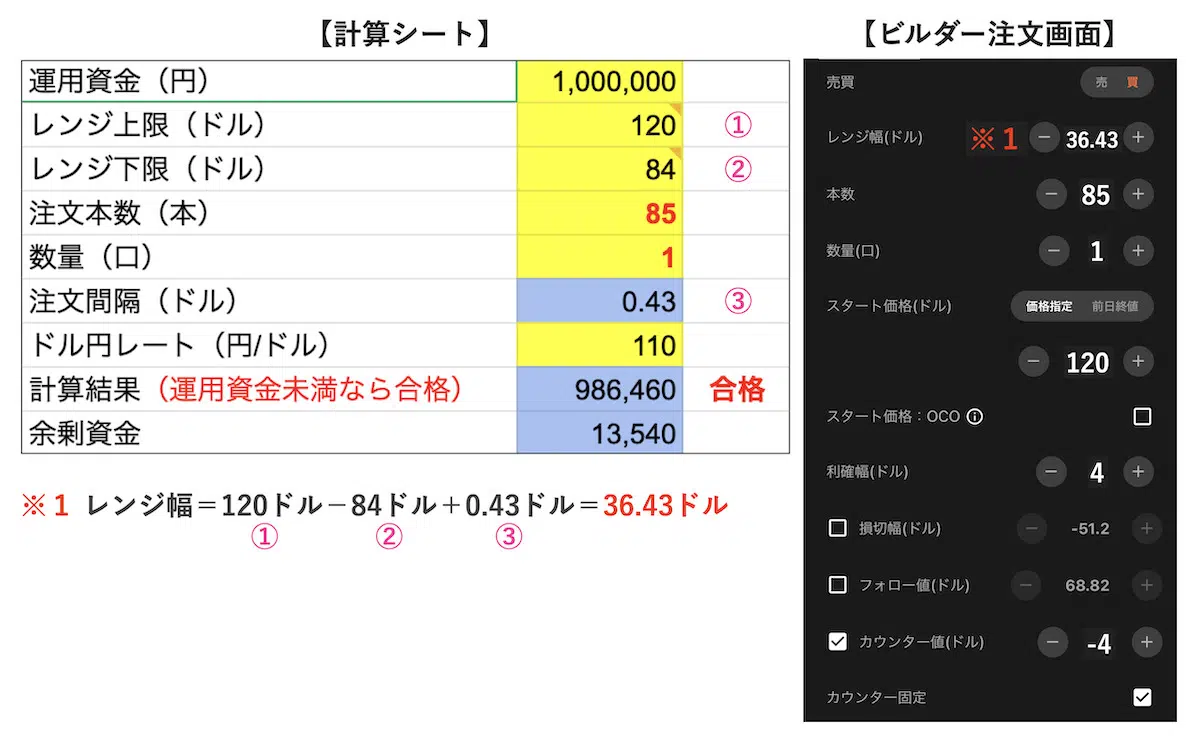 【計算シート】
運用資金（円） 1,000,000
レンジ上限（ドル） 120 ①
レンジ下限（ドル） 84 ②
注文本数（本） 85
数量（口） 1
注文間隔（ドル） 0.43 ③
ドル円レート（円/ドル） 110
計算結果（運用資金未満なら合格） 986,460 合格
余剰資金 13,540
※1 レンジ幅＝120ドル－84ドル＋0.43ドル＝36.43ドル
① ② ③
【ビルダー注文画面】
売買 売 買
レンジ幅(ドル) ※1 − 36.43 +
本数 − 85 +
数量(口) − 1 +
スタート価格(ドル) 価格指定 前日終値
− 120 +
スタート価格：OCO
利確幅(ドル) − 4 +
損切幅(ドル) − -51.2 +
フォロー値(ドル) − 68.82 +
カウンター値(ドル) − -4 +
カウンター固定